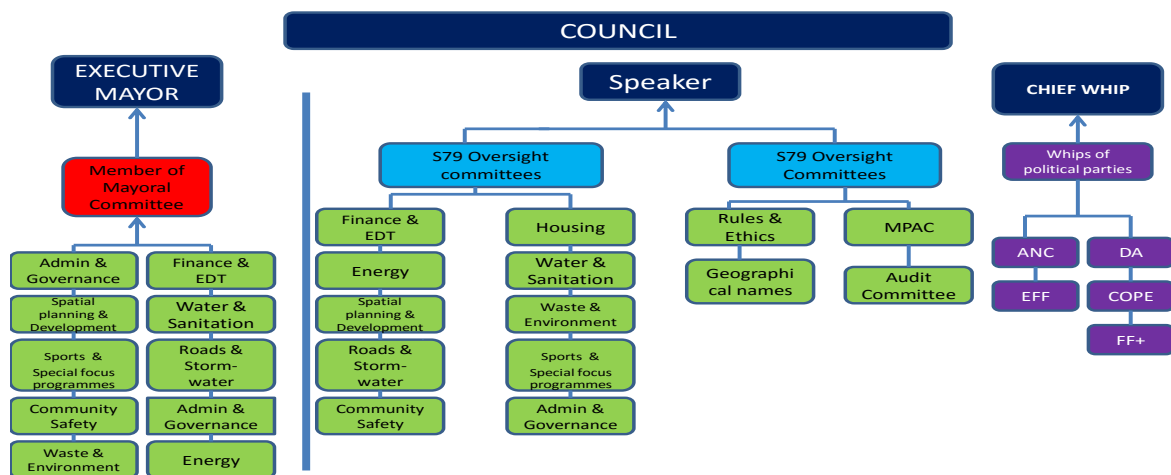 COUNCIL
EXECUTIVE
MAYOR
Speaker
CHIEF WHIP
Member of
Mayoral
Committee
S79 Oversight
committees
S79 Oversight
Committees
Whips of
political parties
Admin &
Governance
Spatial
planning &
Development
Sports &
Special focus
programmes
Community
Safety
Waste &
Environment
Finance &
EDT
Water &
Sanitation
Roads &
Storm-
water
Admin &
Governance
Energy
Finance &
EDT
Energy
Spatial
planning &
Development
Roads &
Storm-
water
Community
Safety
Housing
Water &
Sanitation
Waste &
Environment
Sports &
Special focus
programmes
Admin &
Governance
Rules &
Ethics
Geographi
cal names
MPAC
Audit
Committee
ANC
EFF
DA
COPE
FF+